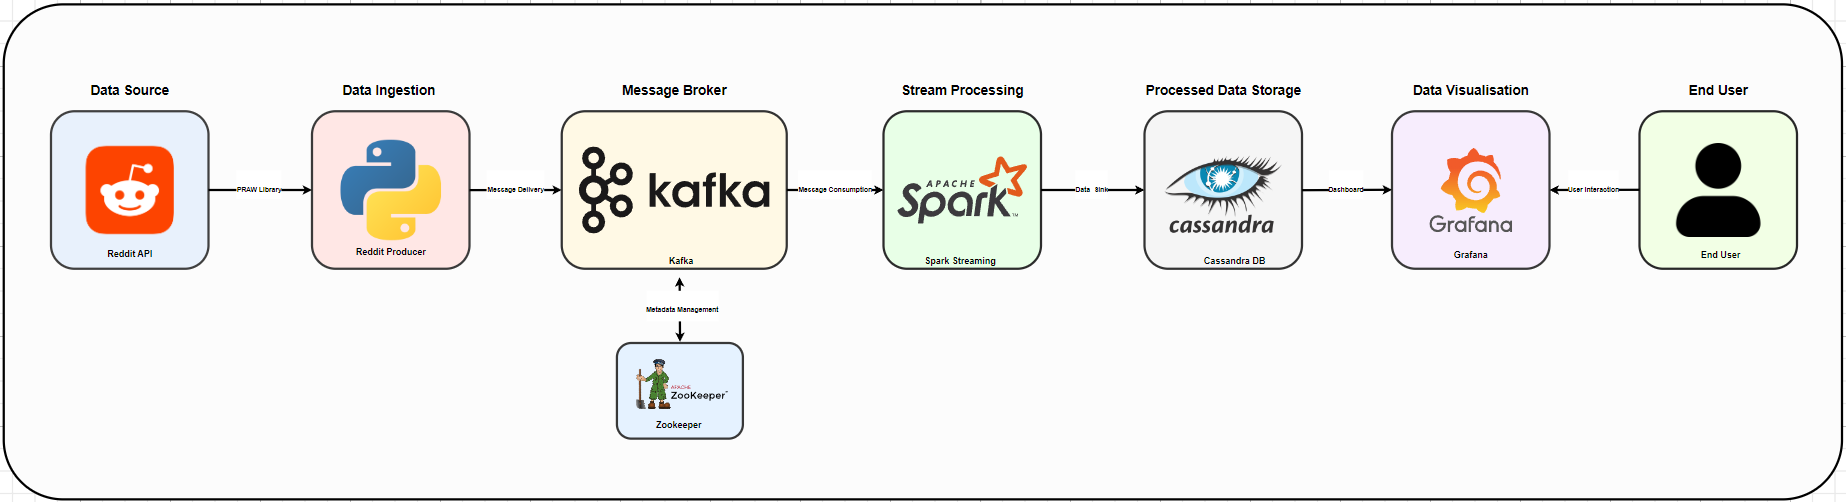 Data Source
Data Ingestion
Message Broker
Stream Processing
Processed Data Storage
Data Visualisation
End User
Reddit API
PRAW Library
Reddit Producer
Message Delivery
kafka
Kafka
Message Consumption
APACHE
Spark™
Spark Streaming
Data Sink
cassandra
Cassandra DB
Dashboard
Grafana
Grafana
User Interaction
End User
Metadata Management
APACHE
ZooKeeper™
Zookeeper